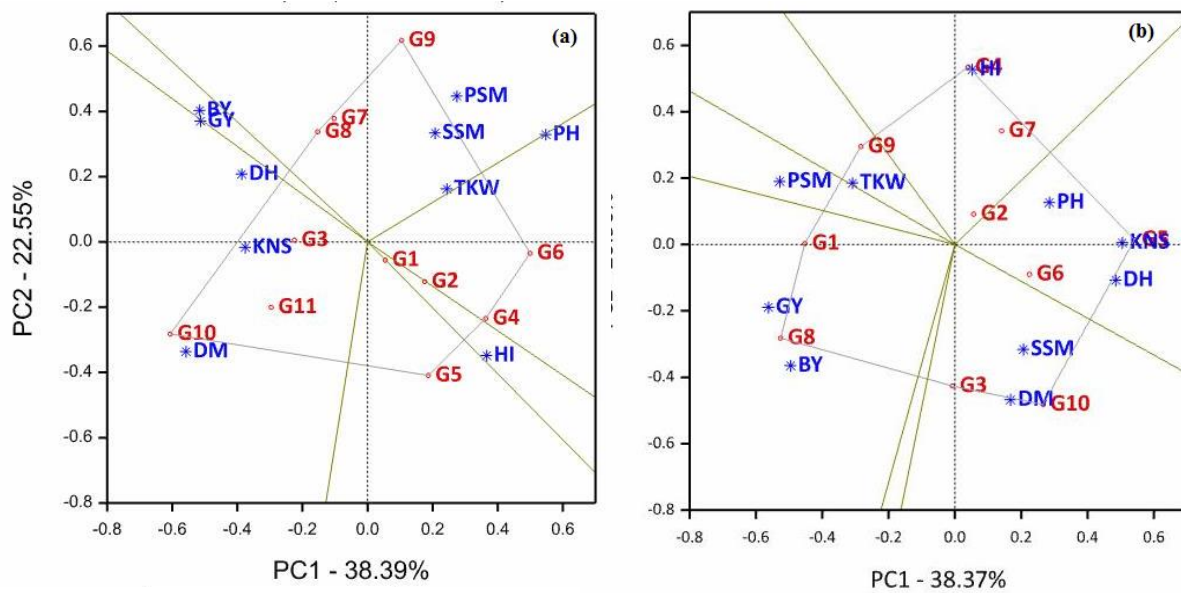 (a)
G9
0.6
PSM
BY
GY
0.4
G7
G8
SSM
PH
DH
0.2
TKW
KNS
G3
0.0
G1
G6
G2
G11
-0.2
G4
G10
DM
HI
-0.4
G5
-0.6
-0.8
-0.8 -0.6 -0.4 -0.2 0.0 0.2 0.4 0.6
PC2 - 22.55%
PC1 - 38.39%
(b)
0.6
G4
HI
0.4
G7
G9
0.2
PSM
TKW
PH
G2
G1
0.0
KNS
G5
G6
DH
-0.2
GY
G8
SSM
BY
-0.4
G3
DM
G10
-0.6
-0.8
-0.8 -0.6 -0.4 -0.2 0.0 0.2 0.4 0.6
PC1 - 38.37%